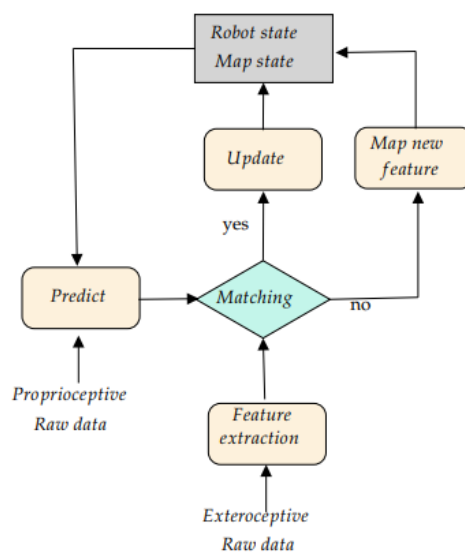 Robot state
Map state
Update
Map new
feature
yes
Predict
Matching
no
Proprioceptive
Raw data
Feature
extraction
Exteroceptive
Raw data